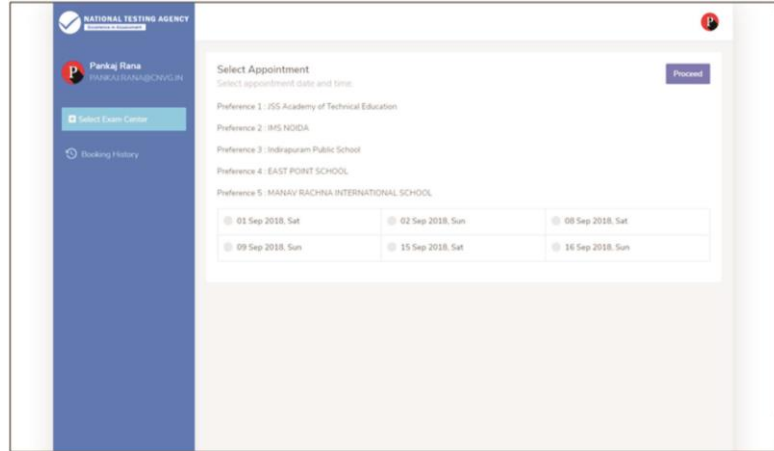 NATIONAL TESTING AGENCY
Excellence in Assessment
P
Pankaj Rana
PANKAJ.RANA@CNVG.IN
Select Exam Center
Booking History
P
Select Appointment
Select appointment date and time.
Proceed
Preference 1 : JSS Academy of Technical Education
Preference 2 : IMS NOIDA
Preference 3 : Indirapuram Public School
Preference 4 : EAST POINT SCHOOL
Preference 5 : MANAV RACHNA INTERNATIONAL SCHOOL
01 Sep 2018, Sat
02 Sep 2018, Sun
08 Sep 2018, Sat
09 Sep 2018, Sun
15 Sep 2018, Sat
16 Sep 2018, Sun